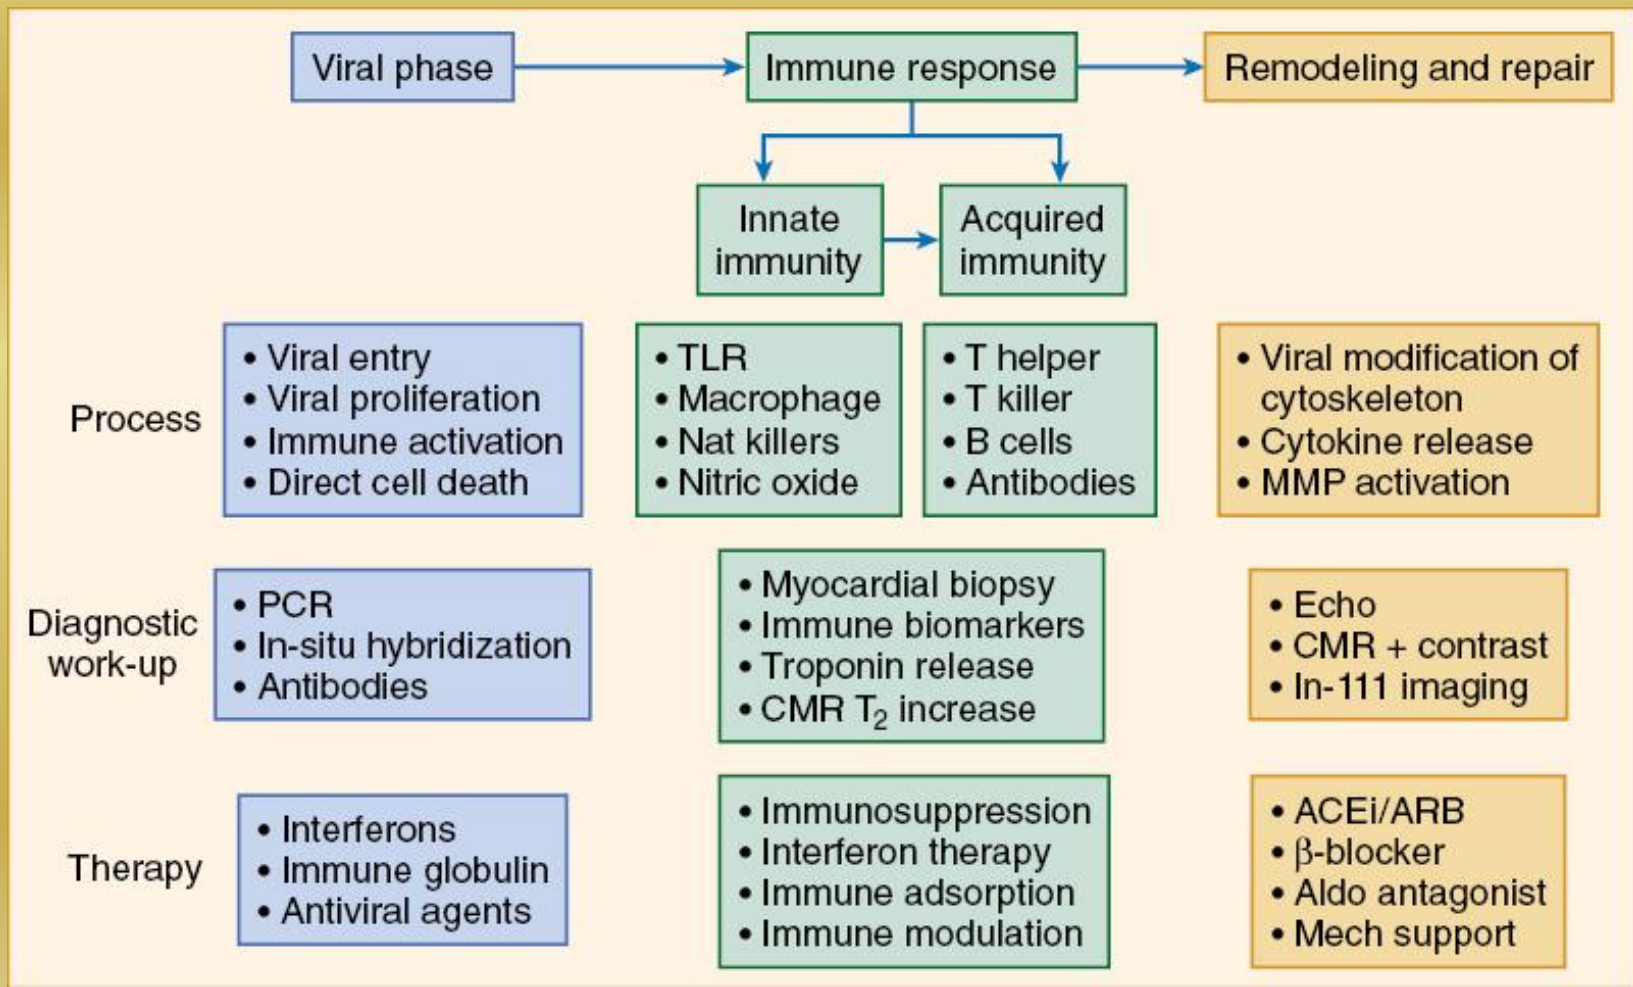 Viral phase
Immune response
Remodeling and repair
Innate
immunity
Acquired
immunity
Process
• Viral entry
• Viral proliferation
• Immune activation
• Direct cell death
• TLR
• Macrophage
• Nat killers
• Nitric oxide
• T helper
• T killer
• B cells
• Antibodies
• Viral modification of
cytoskeleton
• Cytokine release
• MMP activation
Diagnostic
work-up
• PCR
• In-situ hybridization
• Antibodies
• Myocardial biopsy
• Immune biomarkers
• Troponin release
• CMR T₂ increase
• Echo
• CMR + contrast
• In-111 imaging
Therapy
• Interferons
• Immune globulin
• Antiviral agents
• Immunosuppression
• Interferon therapy
• Immune adsorption
• Immune modulation
• ACEi/ARB
• β-blocker
• Aldo antagonist
• Mech support